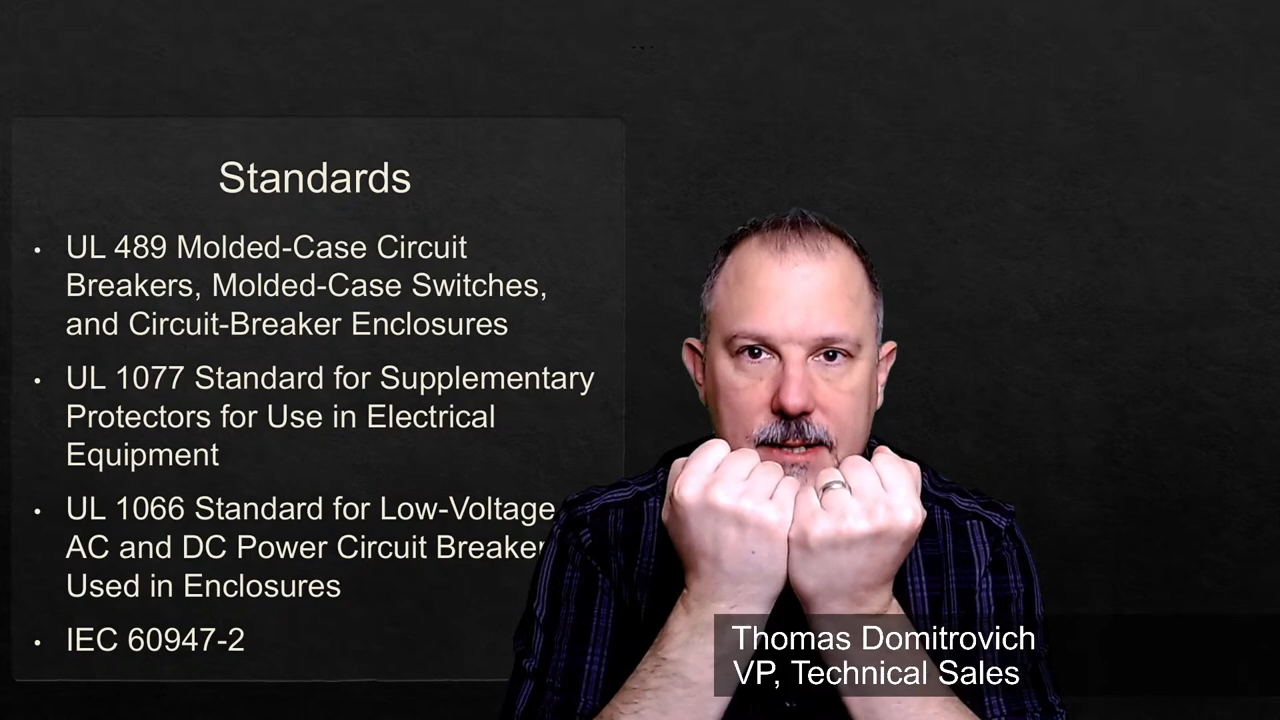 Standards
• UL 489 Molded-Case Circuit
Breakers, Molded-Case Switches,
and Circuit-Breaker Enclosures
• UL 1077 Standard for Supplementary
Protectors for Use in Electrical
Equipment
• UL 1066 Standard for Low-Voltage
AC and DC Power Circuit Breaker
Used in Enclosures
• IEC 60947-2
Thomas Domitrovich
VP, Technical Sales